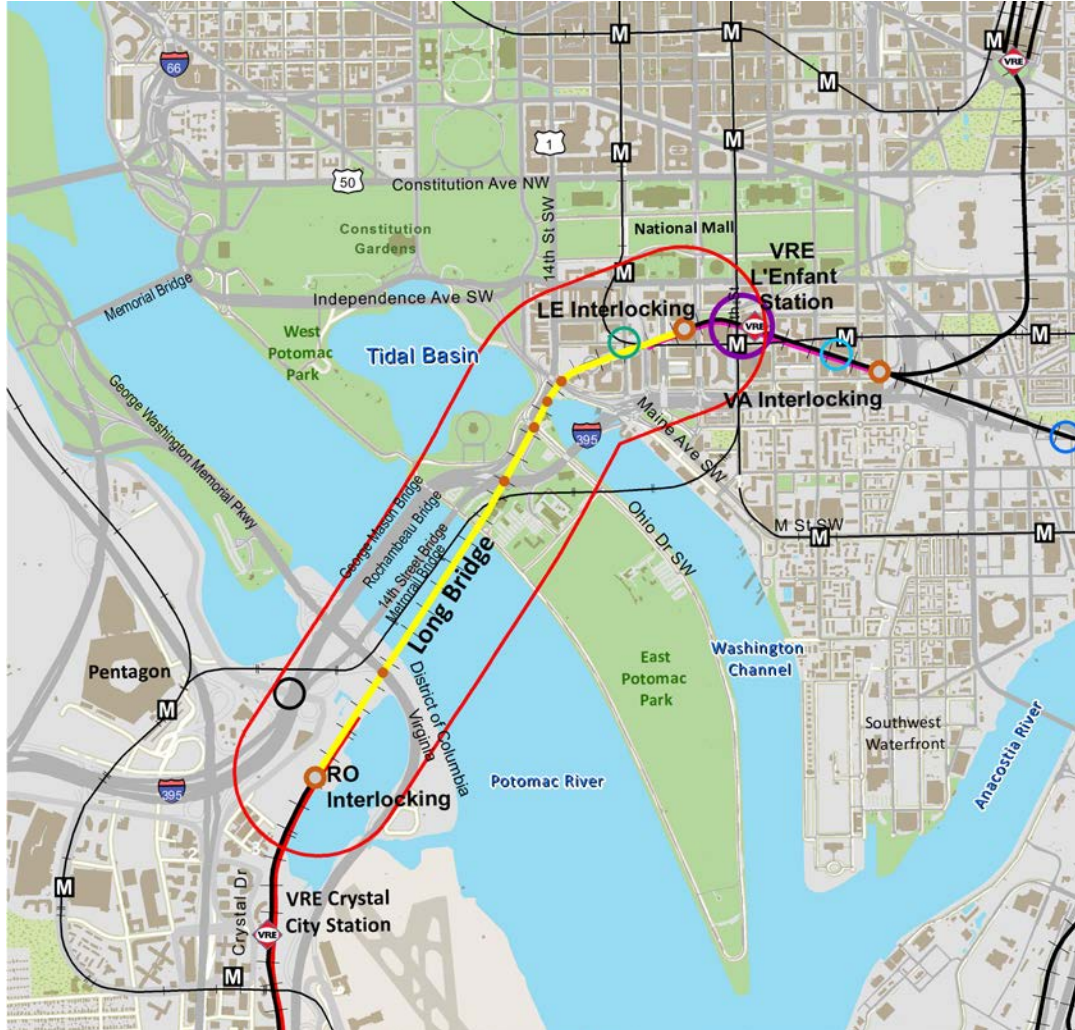 66
M
M
M
VRE
M
1
M
M
50
Constitution Ave NW
14th St SW
National Mall
Constitution
Gardens
VRE
L'Enfant
Station
M
Memorial Bridge
Independence Ave SW
LE Interlocking
VRE
M
M
M
West
Potomac
Park
Tidal Basin
VA Interlocking
George Washington Memorial Pkwy
395
Maine Ave SW
George Mason Bridge
Rochambeau Bridge
14th Street Bridge
Metrorail Bridge
Long Bridge
Ohio Dr SW
M St SW
M
M
Pentagon
M
District of Columbia
Virginia
East
Potomac
Park
Washington
Channel
Southwest
Waterfront
Anacostia River
RO
Interlocking
Potomac River
395
Crystal Dr
M
VRE Crystal
City Station
VRE
M